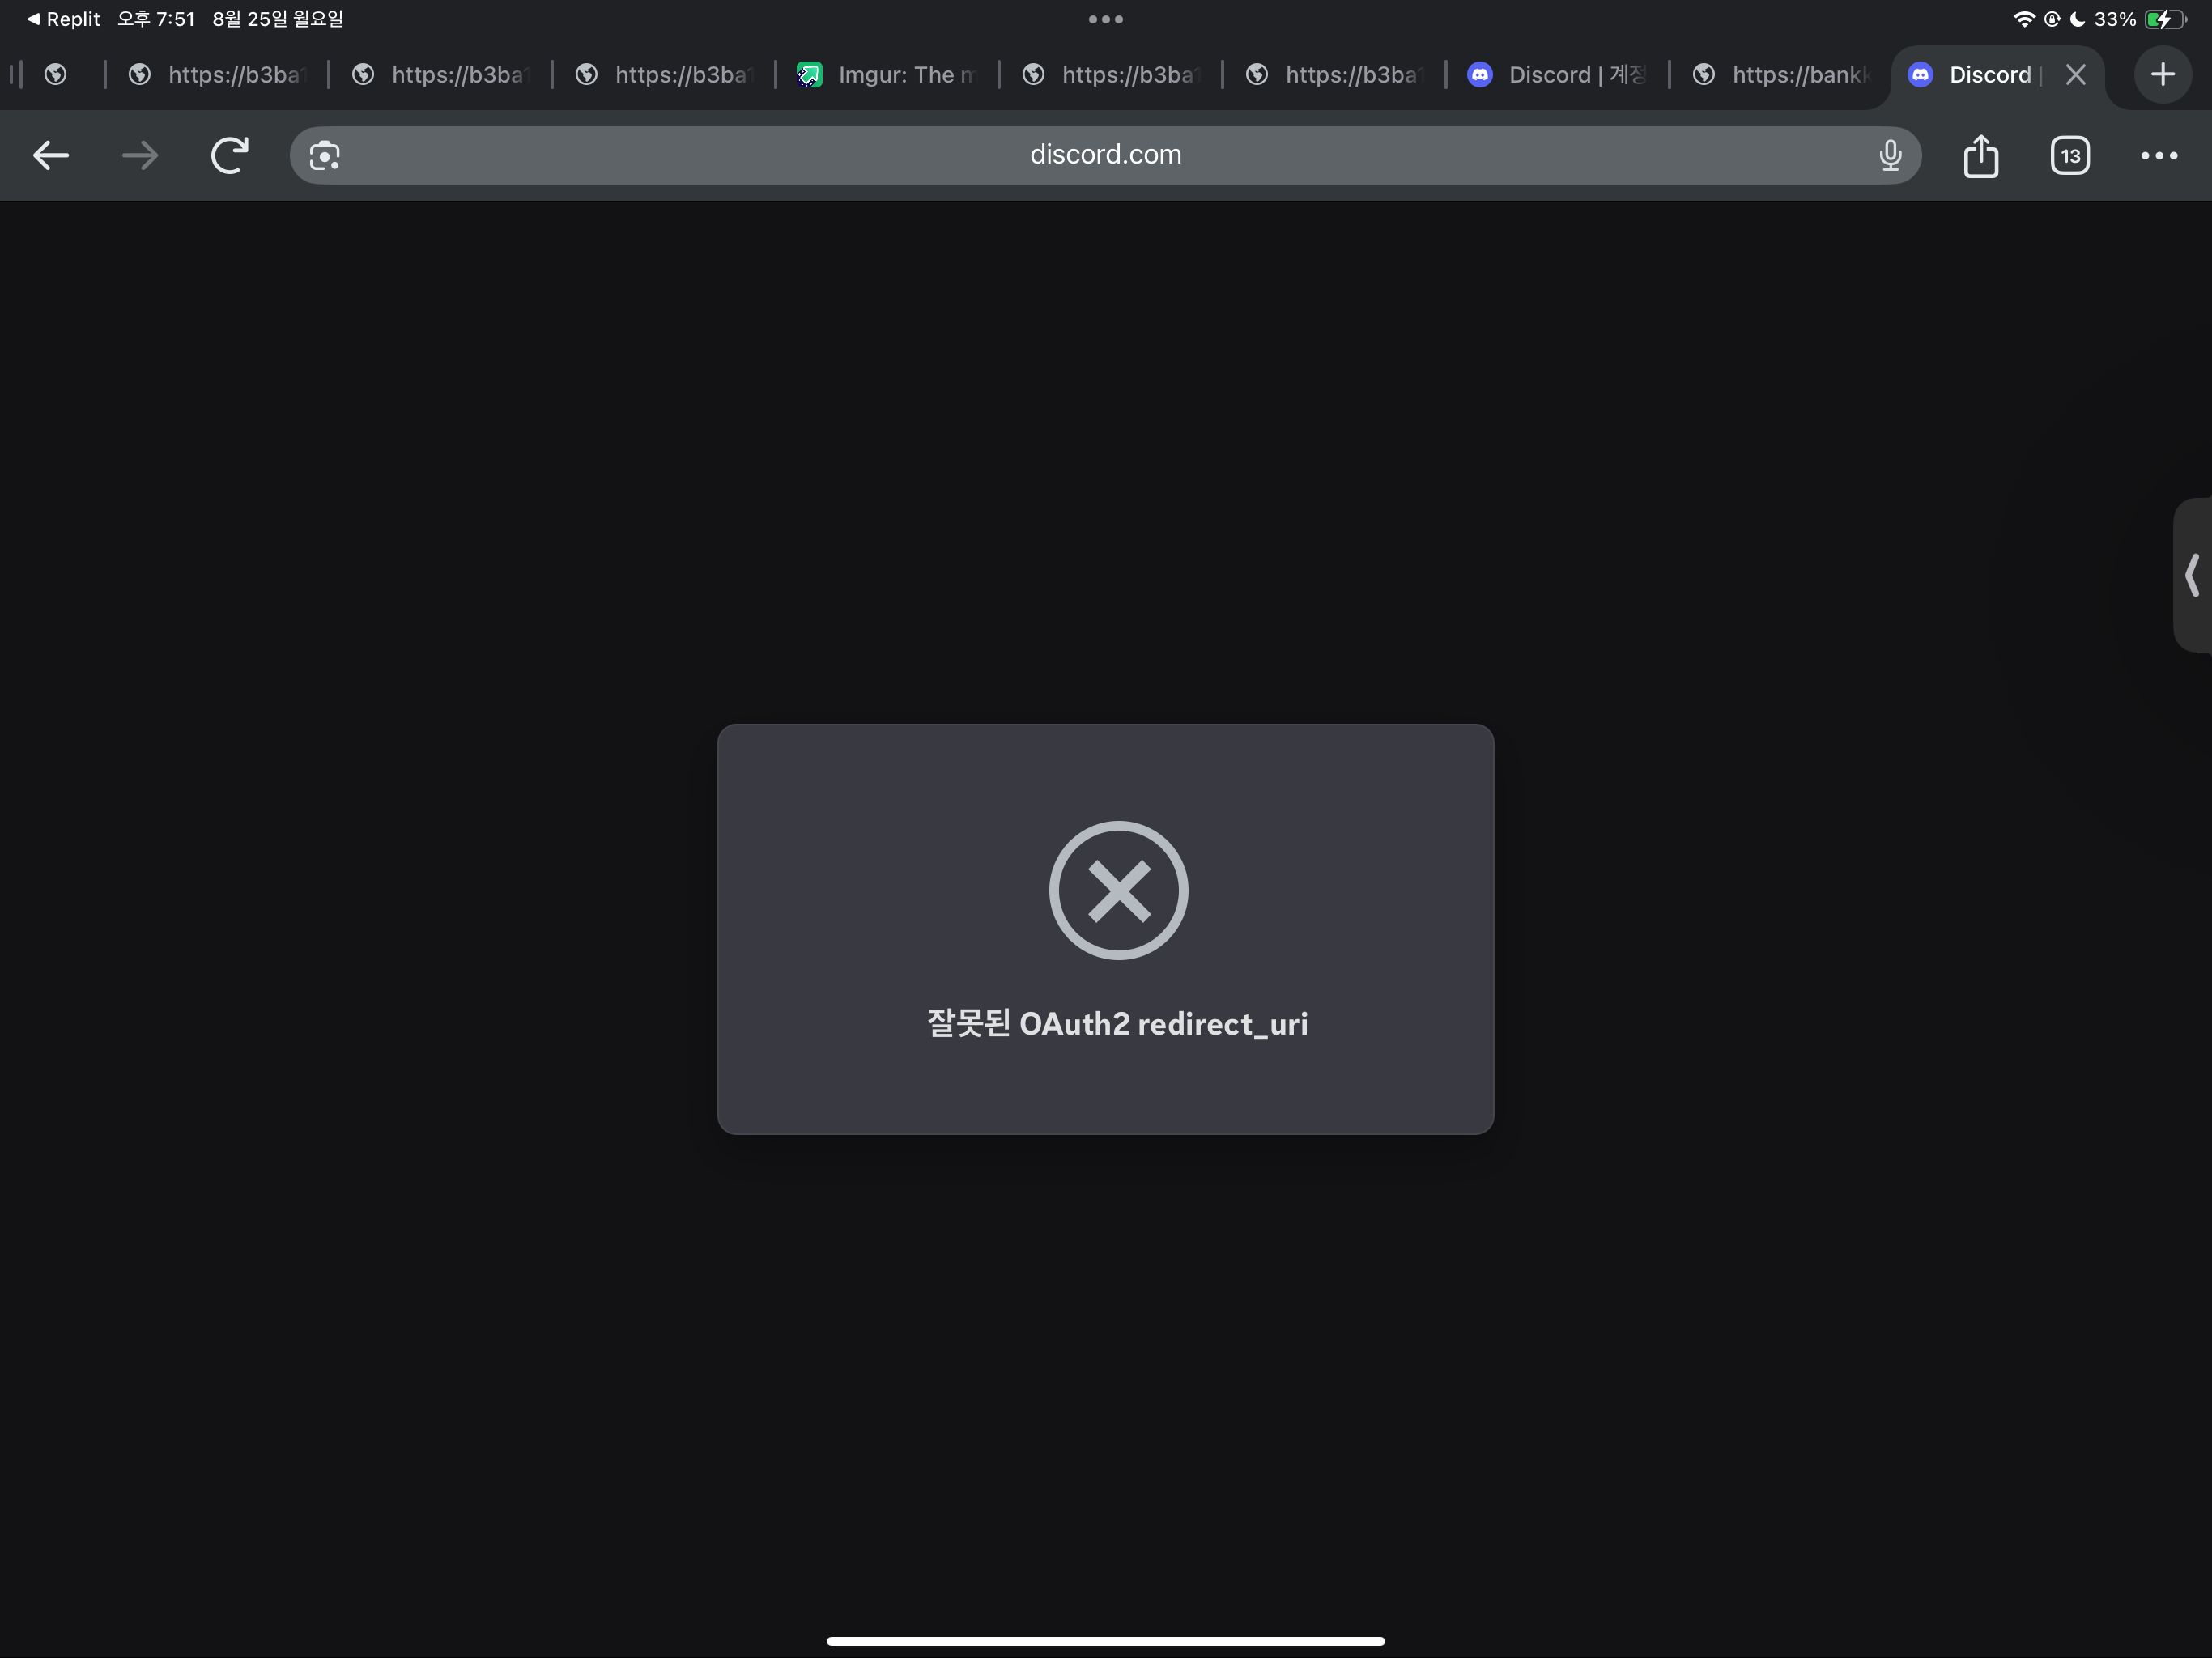 Replit 오후 7:51 8월 25일 월요일 33%
https://b3ba https://b3ba https://b3ba Imgur: The m https://b3ba https://b3ba Discord | 계정 https://bankk Discord |
discord.com 13
잘못된 OAuth2 redirect_uri